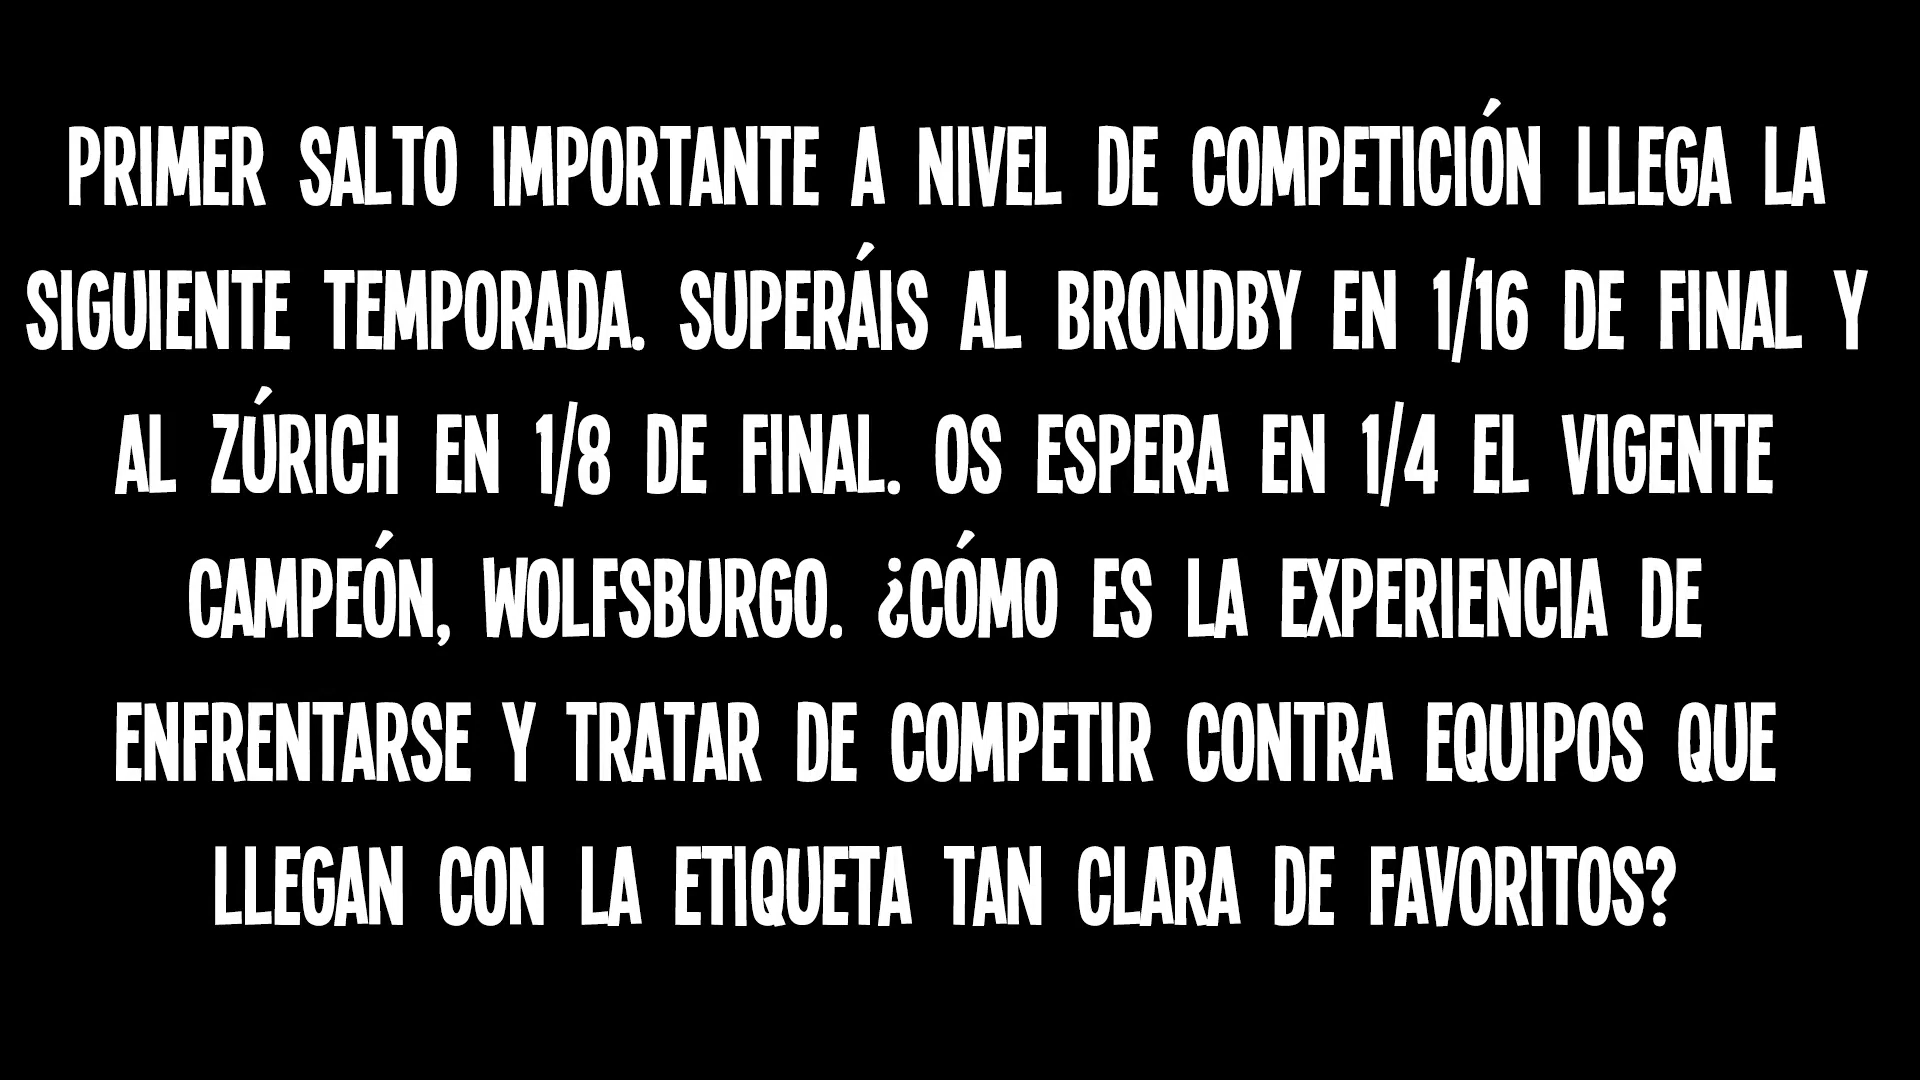 PRIMER SALTO IMPORTANTE A NIVEL DE COMPETICIÓN LLEGA LA
SIGUIENTE TEMPORADA. SUPERÁIS AL BRONDBY EN 1/16 DE FINAL Y
AL ZÚRICH EN 1/8 DE FINAL. OS ESPERA EN 1/4 EL VIGENTE
CAMPEÓN, WOLFSBURGO. ¿CÓMO ES LA EXPERIENCIA DE
ENFRENTARSE Y TRATAR DE COMPETIR CONTRA EQUIPOS QUE
LLEGAN CON LA ETIQUETA TAN CLARA DE FAVORITOS?